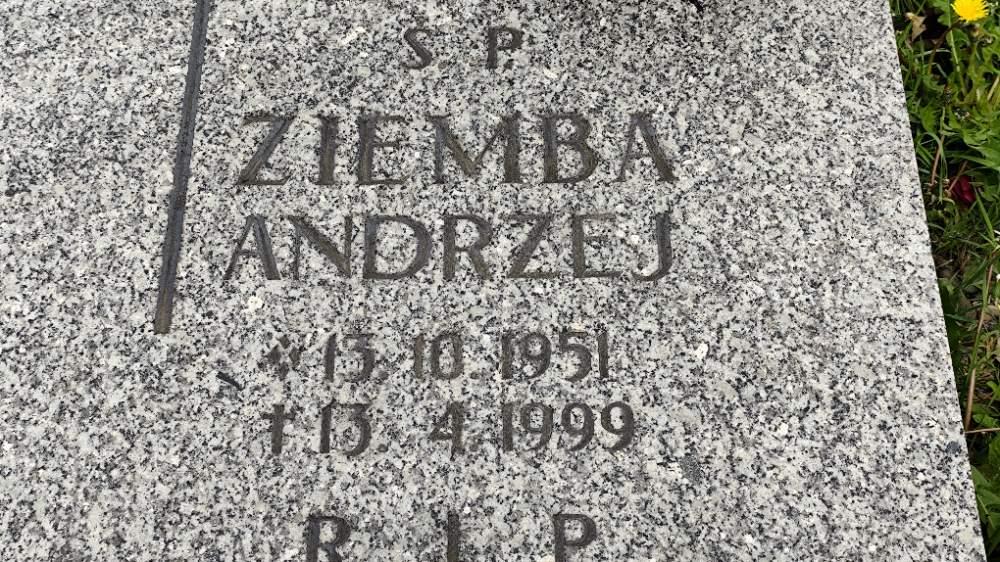 Ś P
ZIEMBA
ANDRZEJ
* 13. 10 1951
† 13. 4. 1999
R I P